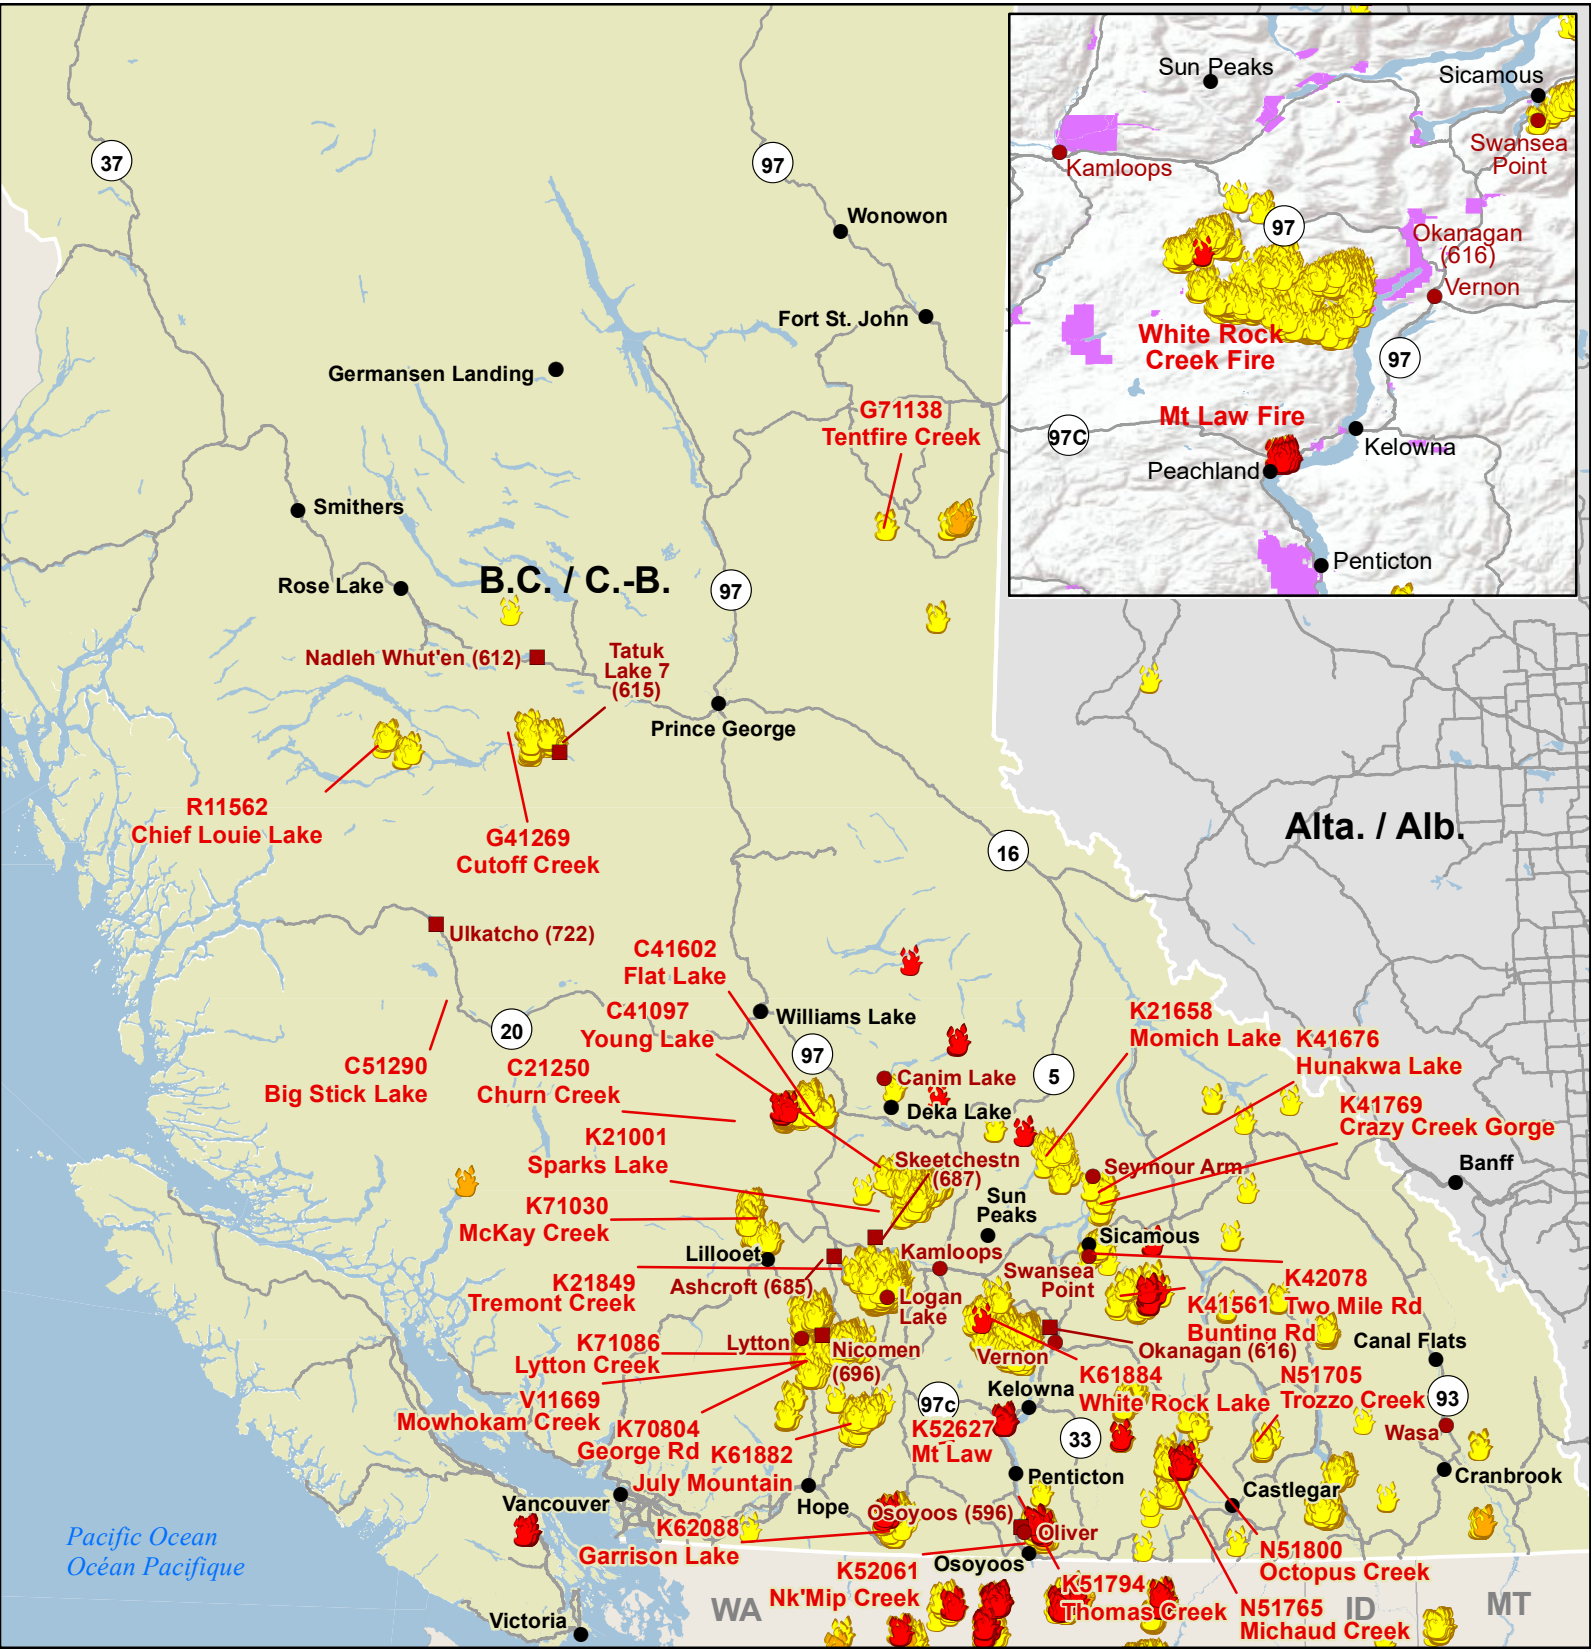 37
97
Wonowon
Fort St. John
Germansen Landing
G71138
Tentfire Creek
Smithers
Rose Lake
B.C. / C.-B.
97
Nadleh Whut'en (612)
Tatuk
Lake 7
(615)
Prince George
R11562
Chief Louie Lake
G41269
Cutoff Creek
16
Alta. / Alb.
Sun Peaks
Sicamous
Swansea
Point
Kamloops
97
Okanagan
(616)
Vernon
White Rock
Creek Fire
97
Mt Law Fire
97C
Kelowna
Peachland
Penticton
Ulkatcho (722)
C41602
Flat Lake
20
C41097
Young Lake
Williams Lake
97
C51290
Big Stick Lake
C21250
Churn Creek
Canim Lake
Deka Lake
5
K21658
Momich Lake
K41676
Hunakwa Lake
K41769
Crazy Creek Gorge
Banff
K21001
Sparks Lake
Skeetchestn
(687)
Seymour Arm
Sun
Peaks
K71030
McKay Creek
Lillooet
Sicamous
Kamloops
Ashcroft (685)
Swansea
Point
K42078
Two Mile Rd
K21849
Tremont Creek
Logan
Lake
K41561
Bunting Rd
K71086
Lytton Creek
Lytton
Nicomen
(696)
Vernon
Okanagan (616)
Canal Flats
V11669
Mowhokam Creek
97c
Kelowna
K61884
White Rock Lake
N51705
Trozzo Creek
93
K70804
George Rd
K61882
July Mountain
K52627
Mt Law
33
Wasa
Penticton
Cranbrook
Castlegar
Vancouver
Hope
Osoyoos (596)
Oliver
K62088
Garrison Lake
Osoyoos
N51800
Octopus Creek
K52061
Nk'Mip Creek
K51794
Thomas Creek
N51765
Michaud Creek
WA
ID
MT
Victoria
Pacific Ocean
Océan Pacifique